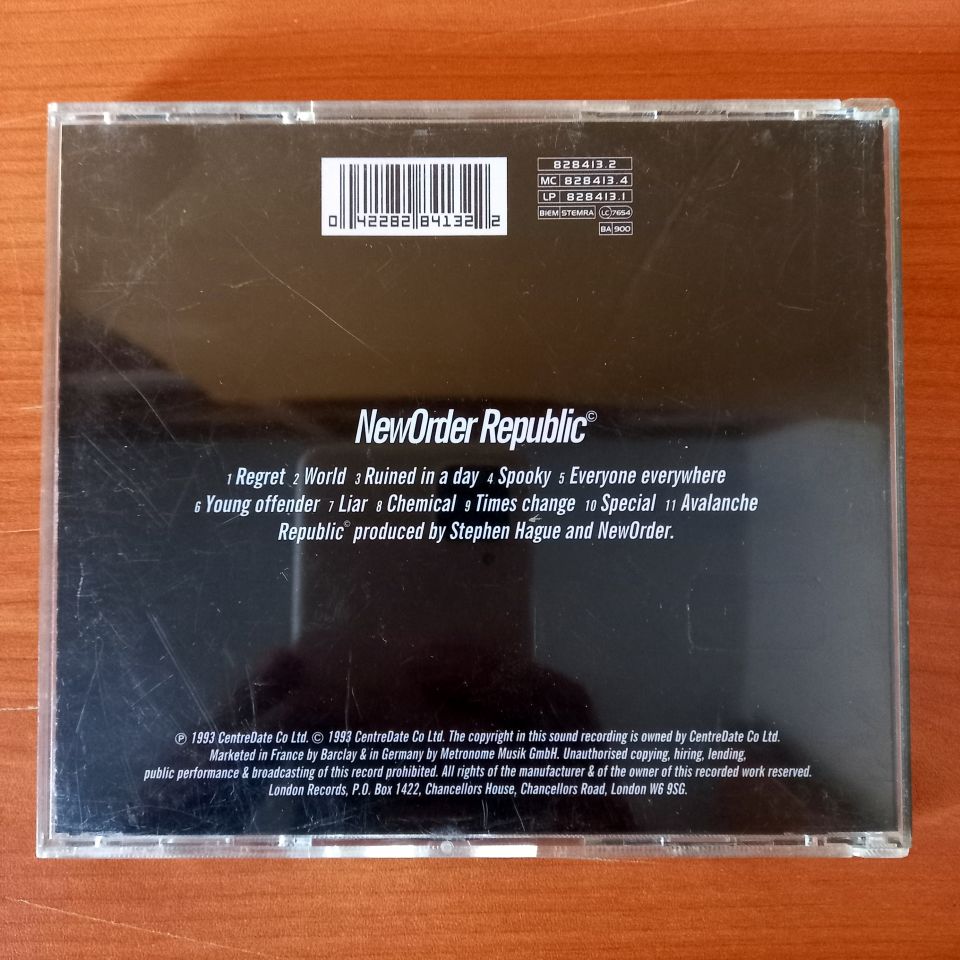 0 42282 84132 2
828413.2
MC 828413.4
LP 828413.1
BIEM STEMRA LC 7654
BA 900
NewOrder Republic©
1 Regret 2 World 3 Ruined in a day 4 Spooky 5 Everyone everywhere
6 Young offender 7 Liar 8 Chemical 9 Times change 10 Special 11 Avalanche
Republic© produced by Stephen Hague and NewOrder.
℗ 1993 CentreDate Co Ltd. © 1993 CentreDate Co Ltd. The copyright in this sound recording is owned by CentreDate Co Ltd.
Marketed in France by Barclay & in Germany by Metronome Musik GmbH. Unauthorised copying, hiring, lending,
public performance & broadcasting of this record prohibited. All rights of the manufacturer & of the owner of this recorded work reserved.
London Records, P.O. Box 1422, Chancellors House, Chancellors Road, London W6 9SG.